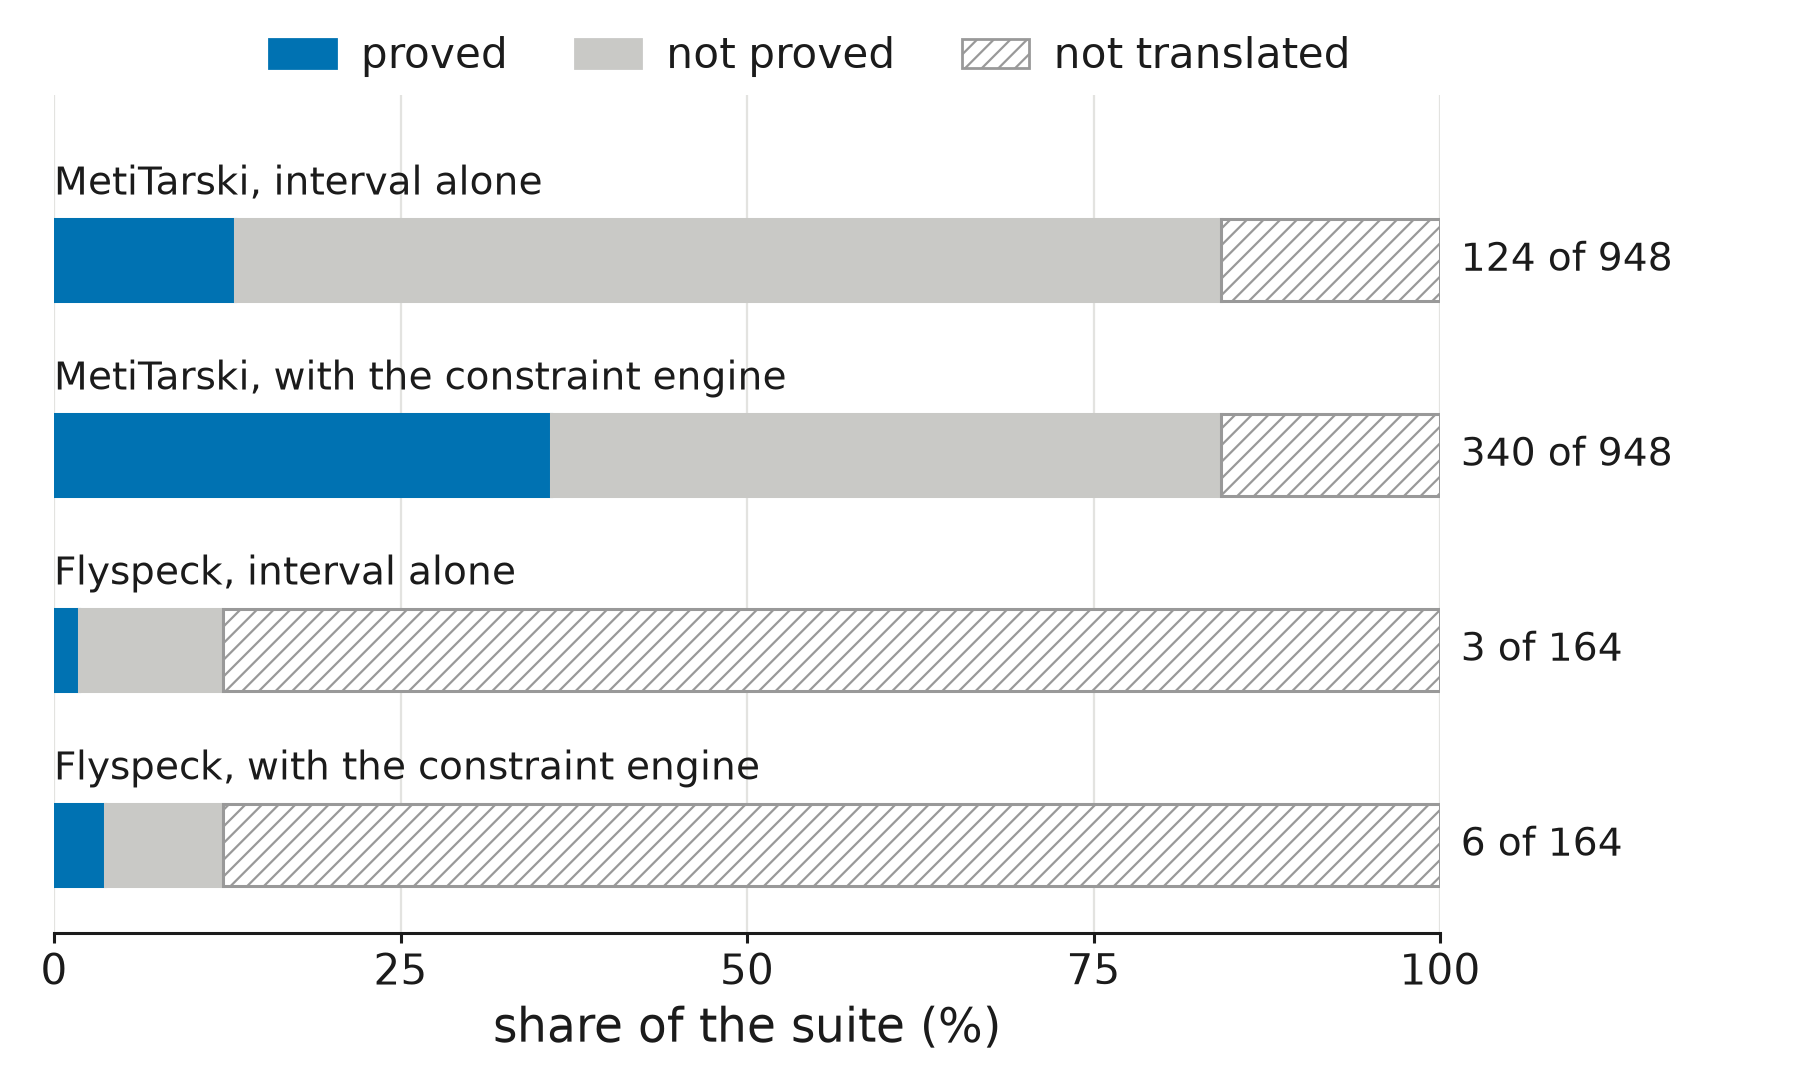 proved not proved not translated
MetiTarski, interval alone
124 of 948
MetiTarski, with the constraint engine
340 of 948
Flyspeck, interval alone
3 of 164
Flyspeck, with the constraint engine
6 of 164
0 25 50 75 100
share of the suite (%)